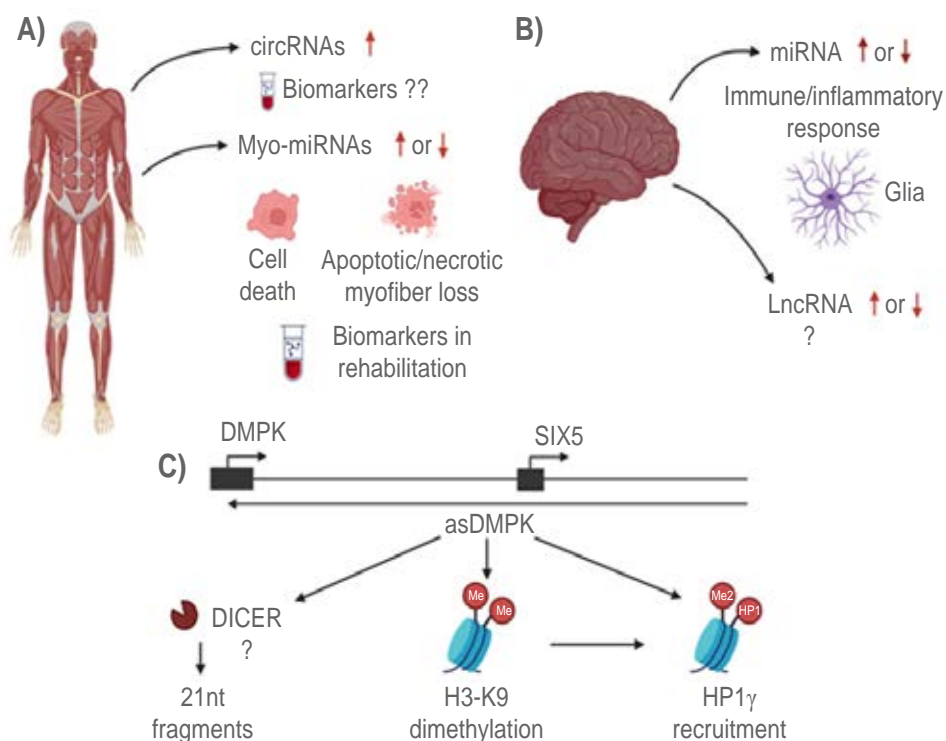 A)
circRNAs
Biomarkers ??
Myo-miRNAs
or
Cell
death
Apoptotic/necrotic
myofiber loss
Biomarkers in
rehabilitation
B)
miRNA
or
Immune/inflammatory
response
Glia
LncRNA
or
?
C)
DMPK
SIX5
asDMPK
DICER
?
21nt
fragments
Me
Me
H3-K9
dimethylation
Me2
HP1
HP1γ
recruitment